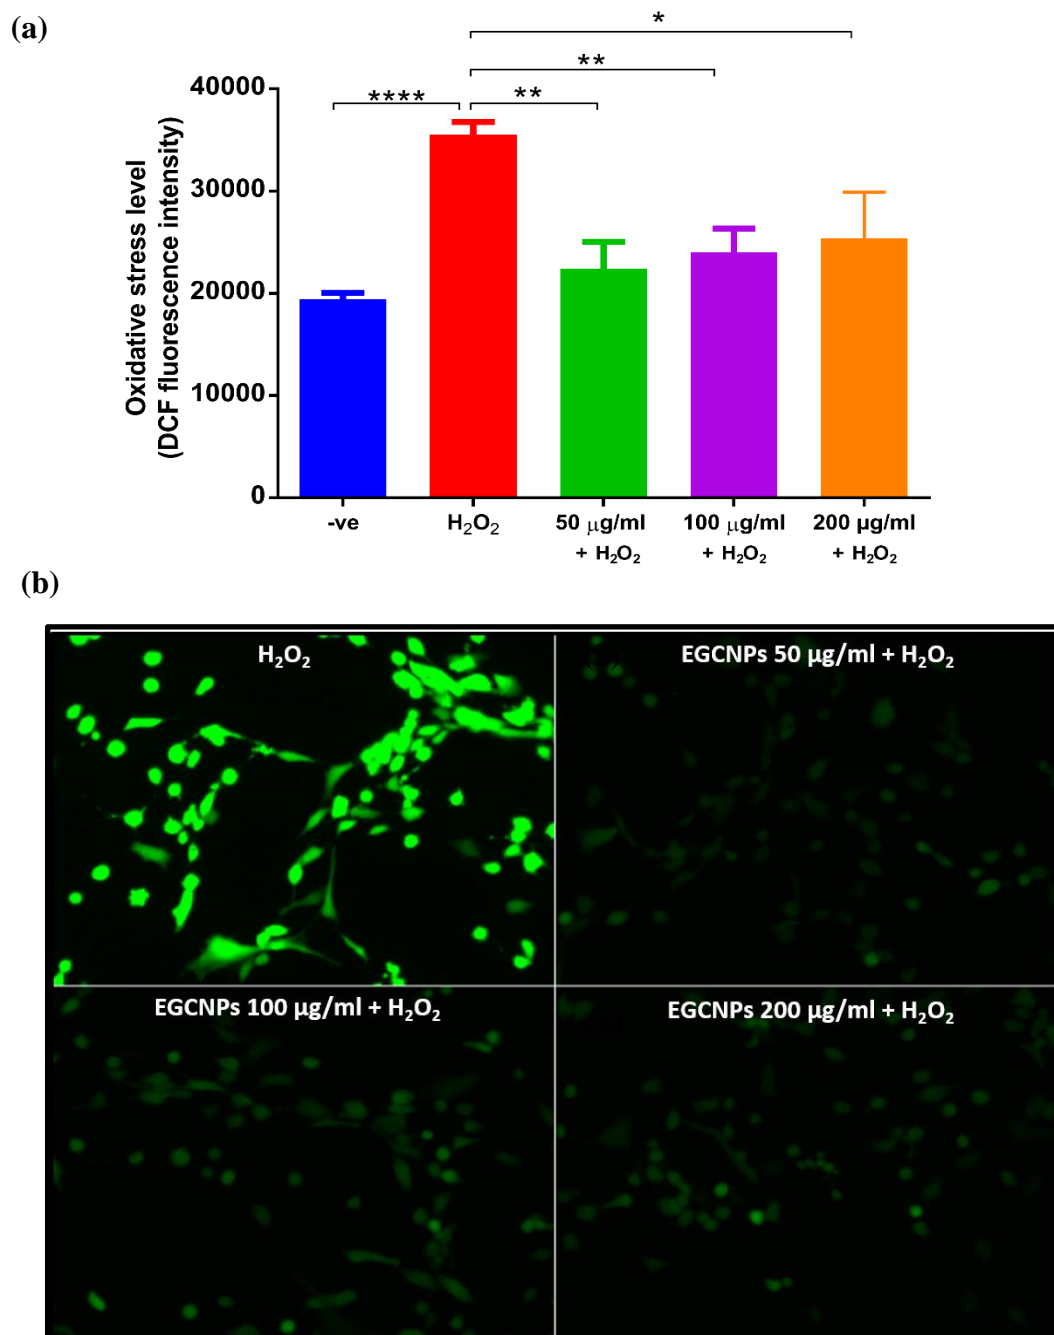 (a)
*
**
**** **
Oxidative stress level
(DCF fluorescence intensity)
40000
30000
20000
10000
0
-ve H₂O₂ 50 μg/ml 100 μg/ml 200 µg/ml
+ H₂O₂ + H₂O₂ + H₂O₂
(b)
H₂O₂ EGCNPs 50 µg/ml + H₂O₂
EGCNPs 100 µg/ml + H₂O₂ EGCNPs 200 µg/ml + H₂O₂